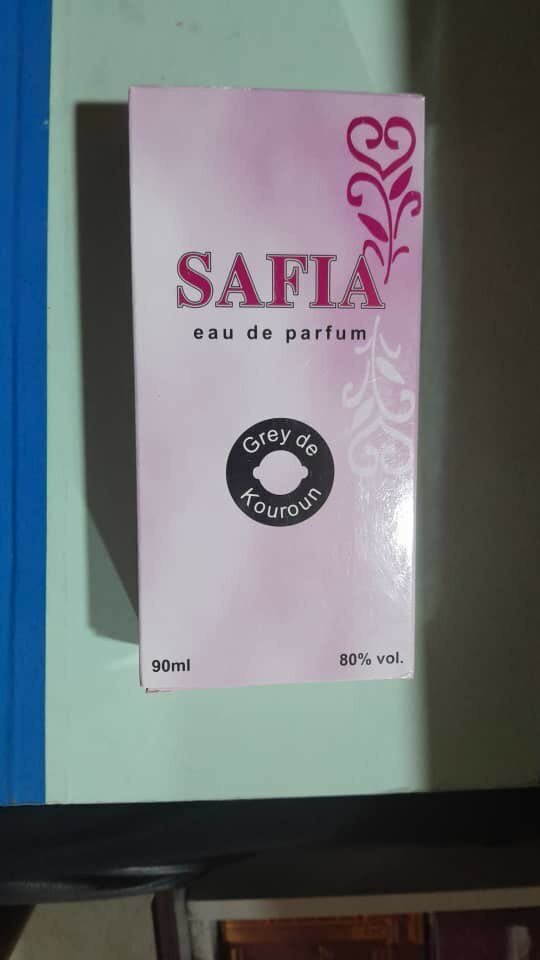 SAFIA
eau de parfum
Grey de
Kouroun
90ml
80% vol.